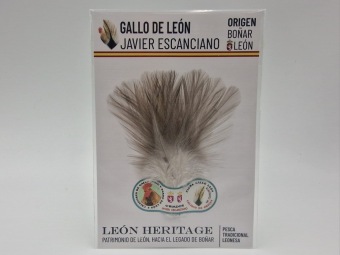 GALLO DE LEÓN
JAVIER ESCANCIANO
ORIGEN
BOÑAR
LEÓN
LEÓN HERITAGE
PATRIMONIO DE LEÓN, HACIA EL LEGADO DE BOÑAR
PESCA
TRADICIONAL
LEONESA